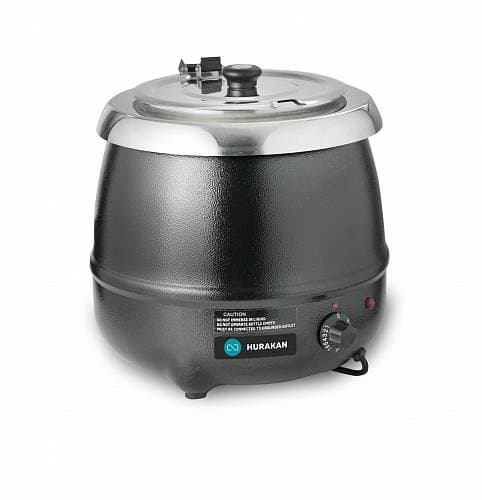 CAUTION
DO NOT IMMERSE IN LIQUID
DO NOT OPERATE KETTLE EMPTY
MUST BE CONNECTED TO GROUNDED OUTLET
HURAKAN